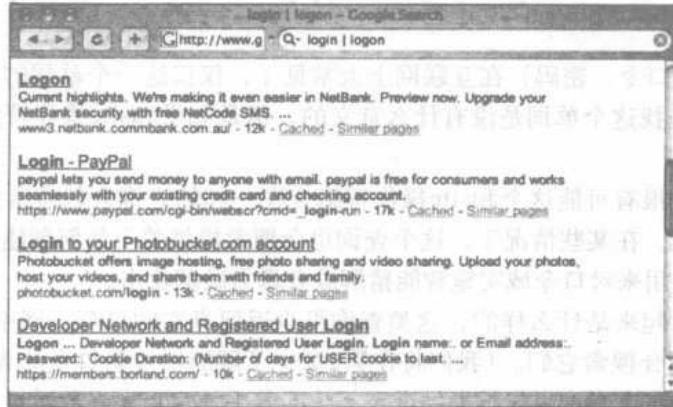 login | logon – Google Search
http://www.g
login | logon
Logon
Current highlights. We're making it even easier in NetBank. Preview now. Upgrade your
NetBank security with free NetCode SMS. ...
www3.netbank.commbank.com.au/ - 12k - Cached - Similar pages
Login - PayPal
paypal lets you send money to anyone with email. paypal is free for consumers and works
seamlessly with your existing credit card and checking account.
https://www.paypal.com/cgi-bin/webscr?cmd=_login-run - 17k - Cached - Similar pages
Login to your Photobucket.com account
Photobucket offers image hosting, free photo sharing and video sharing. Upload your photos,
host your videos, and share them with friends and family.
photobucket.com/login - 13k - Cached - Similar pages
Developer Network and Registered User Login
Logon ... Developer Network and Registered User Login. Login name:. or Email address:.
Password:. Cookie Duration: (Number of days for USER cookie to last. ...
https://members.borland.com/ - 10k - Cached - Similar pages